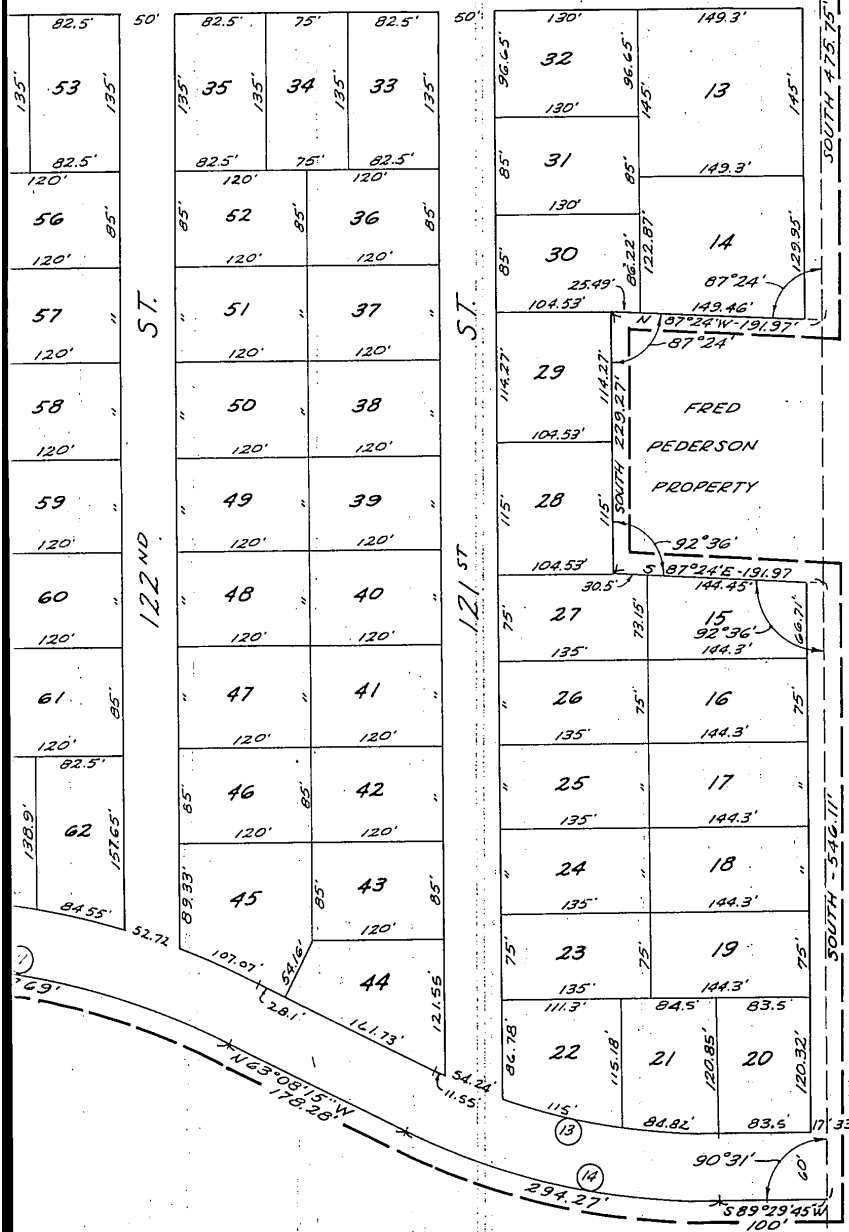 82.5' 50' 82.5' 75' 82.5' 50' 130' 149.3'
135' 53 135' 135' 35 135' 34 135' 33 135'
96.65' 32 96.65' 145' 13 145' SOUTH 475.75'
130'
82.5' 82.5' 75' 82.5'
85' 31 85' 149.3'
120' 120' 120'
56 85' 85' 52 85' 36 85'
130'
120' 120' 120'
85' 30 86.22' 122.87' 14 129.95'
87°24'
25.49'
104.53' 149.46'
N 87°24'W-191.97'
87°24'
57 " 51 " 37 "
120' 120' 120'
122 ND ST.
121 ST ST.
114.27' 29 114.27'
SOUTH 229.27'
104.53'
FRED
PEDERSON
PROPERTY
58 " " 50 " 38 "
120' 120' 120'
115' 28 115'
92°36'
104.53'
S 87°24'E-191.97
59 " " 49 " 39 "
120' 120' 120'
30.5' 144.45'
75' 27 73.15' 15 66.71'
92°36'
135' 144.3'
60 " " 48 " 40 "
120' 120' 120'
" 26 75' 16 75'
135' 144.3'
61 85' " 47 " 41 "
120' 120' 120'
82.5'
" 25 " 17 "
135' 144.3'
138.9' 62 157.65' 85' 46 85' 42 "
120' 120'
" 24 " 18 "
135' 144.3'
84.55' 52.72
89.33' 45 85' 43 85'
120'
75' 23 75' 19 75'
135' 144.3'
SOUTH - 546.11'
107.07' 54.16' 44 121.55'
28.1' 161.73'
111.3' 84.5' 83.5'
86.78' 22 115.18' 21 120.85' 20 120.32'
54.24'
11.55'
115' 84.82' 83.5' 17.33
7.69'
N 63°08'15"W
178.28'
13
14
294.27'
90°31'
60'
S 89°29'45"W
100'